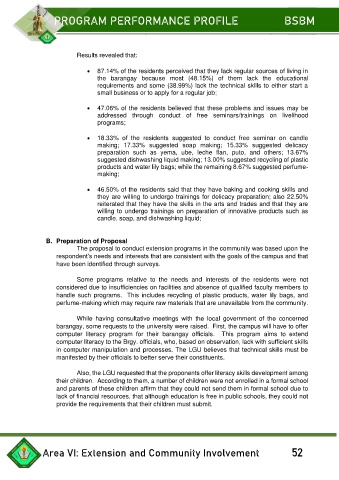 PROGRAM PERFORMANCE PROFILE BSBM
Results revealed that:
• 87.14% of the residents perceived that they lack regular sources of living in
the barangay because most (48.15%) of them lack the educational
requirements and some (38.99%) lack the technical skills to either start a
small business or to apply for a regular job;
• 47.06% of the residents believed that these problems and issues may be
addressed through conduct of free seminars/trainings on livelihood
programs;
• 18.33% of the residents suggested to conduct free seminar on candle
making; 17.33% suggested soap making; 15.33% suggested delicacy
preparation such as yema, ube, leche flan, puto, and others; 13.67%
suggested dishwashing liquid making; 13.00% suggested recycling of plastic
products and water lily bags; while the remaining 8.67% suggested perfume-
making;
• 46.50% of the residents said that they have baking and cooking skills and
they are willing to undergo trainings for delicacy preparation; also 22.50%
reiterated that they have the skills in the arts and trades and that they are
willing to undergo trainings on preparation of innovative products such as
candle, soap, and dishwashing liquid;
B. Preparation of Proposal
The proposal to conduct extension programs in the community was based upon the
respondent's needs and interests that are consistent with the goals of the campus and that
have been identified through surveys.
Some programs relative to the needs and interests of the residents were not
considered due to insufficiencies on facilities and absence of qualified faculty members to
handle such programs. This includes recycling of plastic products, water lily bags, and
perfume-making which may require raw materials that are unavailable from the community.
While having consultative meetings with the local government of the concerned
barangay, some requests to the university were raised. First, the campus will have to offer
computer literacy program for their barangay officials. This program aims to extend
computer literacy to the Brgy. officials, who, based on observation, lack with sufficient skills
in computer manipulation and processes. The LGU believes that technical skills must be
manifested by their officials to better serve their constituents.
Also, the LGU requested that the proponents offer literacy skills development among
their children. According to them, a number of children were not enrolled in a formal school
and parents of these children affirm that they could not send them in formal school due to
lack of financial resources, that although education is free in public schools, they could not
provide the requirements that their children must submit.
Area VI: Extension and Community Involvement 52